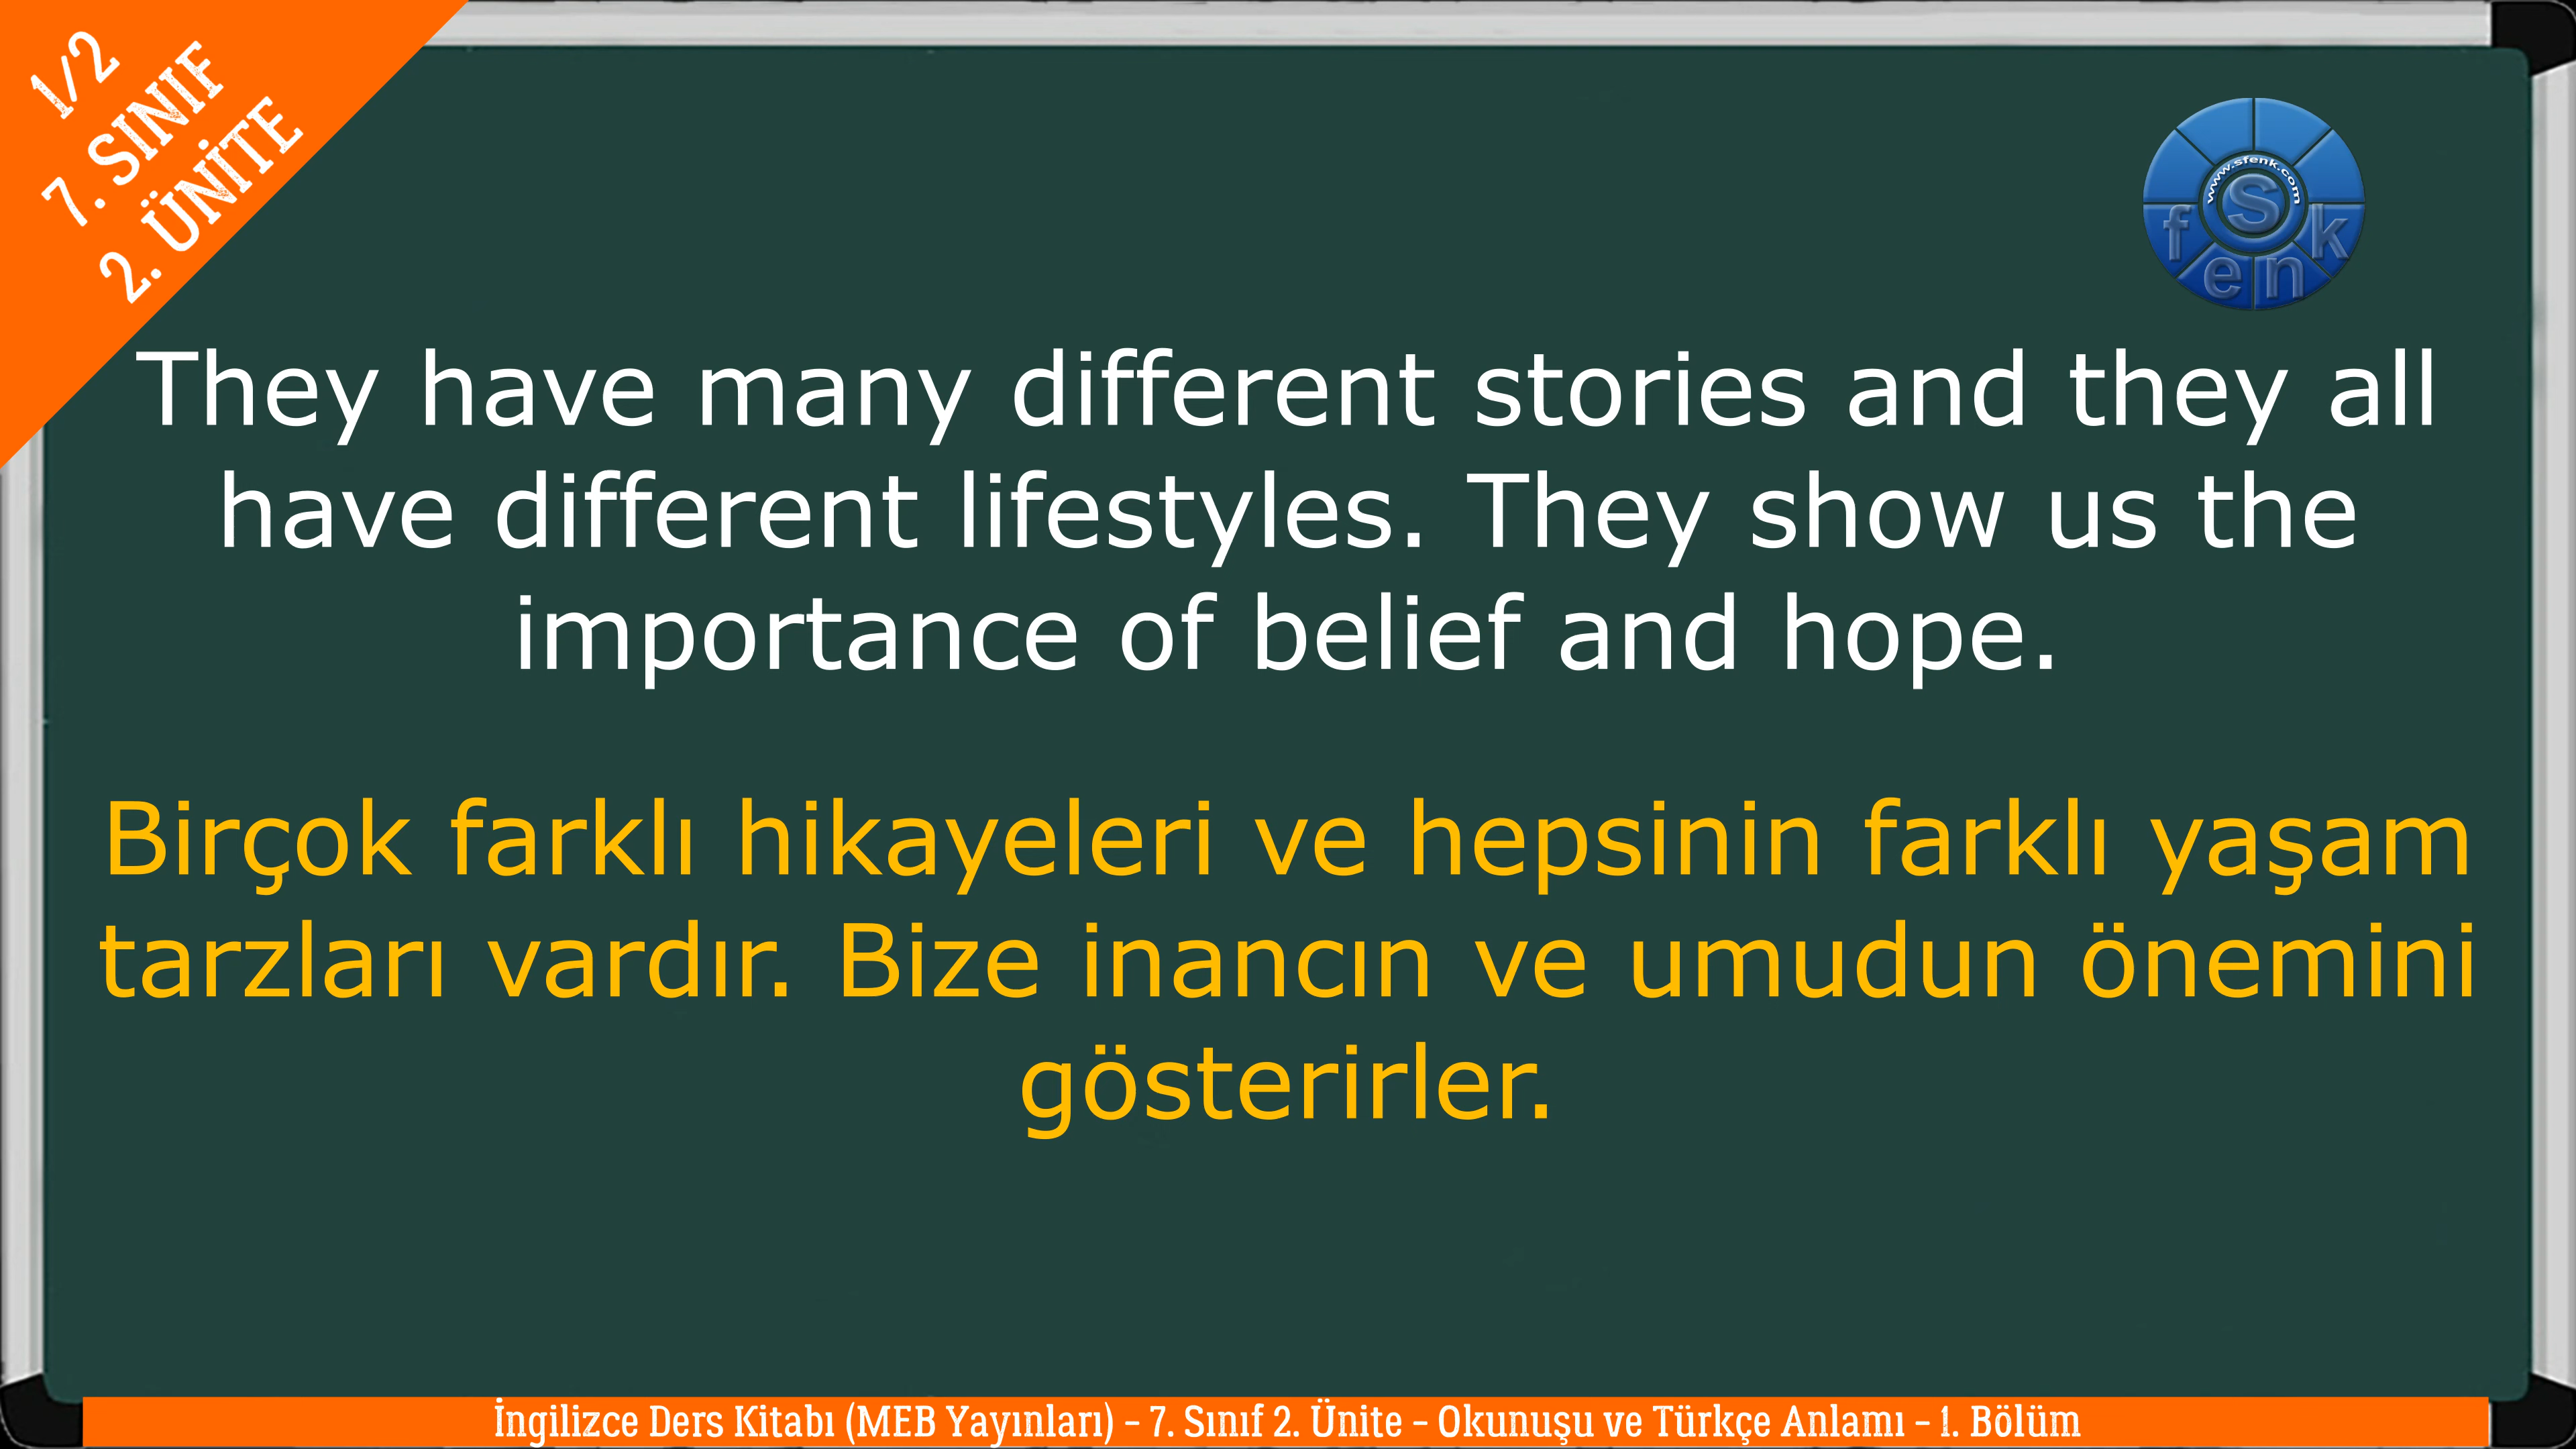 1/2
7. SINIF
2. ÜNİTE
www.sfenk.com
S
f e n k
They have many different stories and they all
have different lifestyles. They show us the
importance of belief and hope.
Birçok farklı hikayeleri ve hepsinin farklı yaşam
tarzları vardır. Bize inancın ve umudun önemini
gösterirler.
İngilizce Ders Kitabı (MEB Yayınları) – 7. Sınıf 2. Ünite – Okunuşu ve Türkçe Anlamı – 1. Bölüm